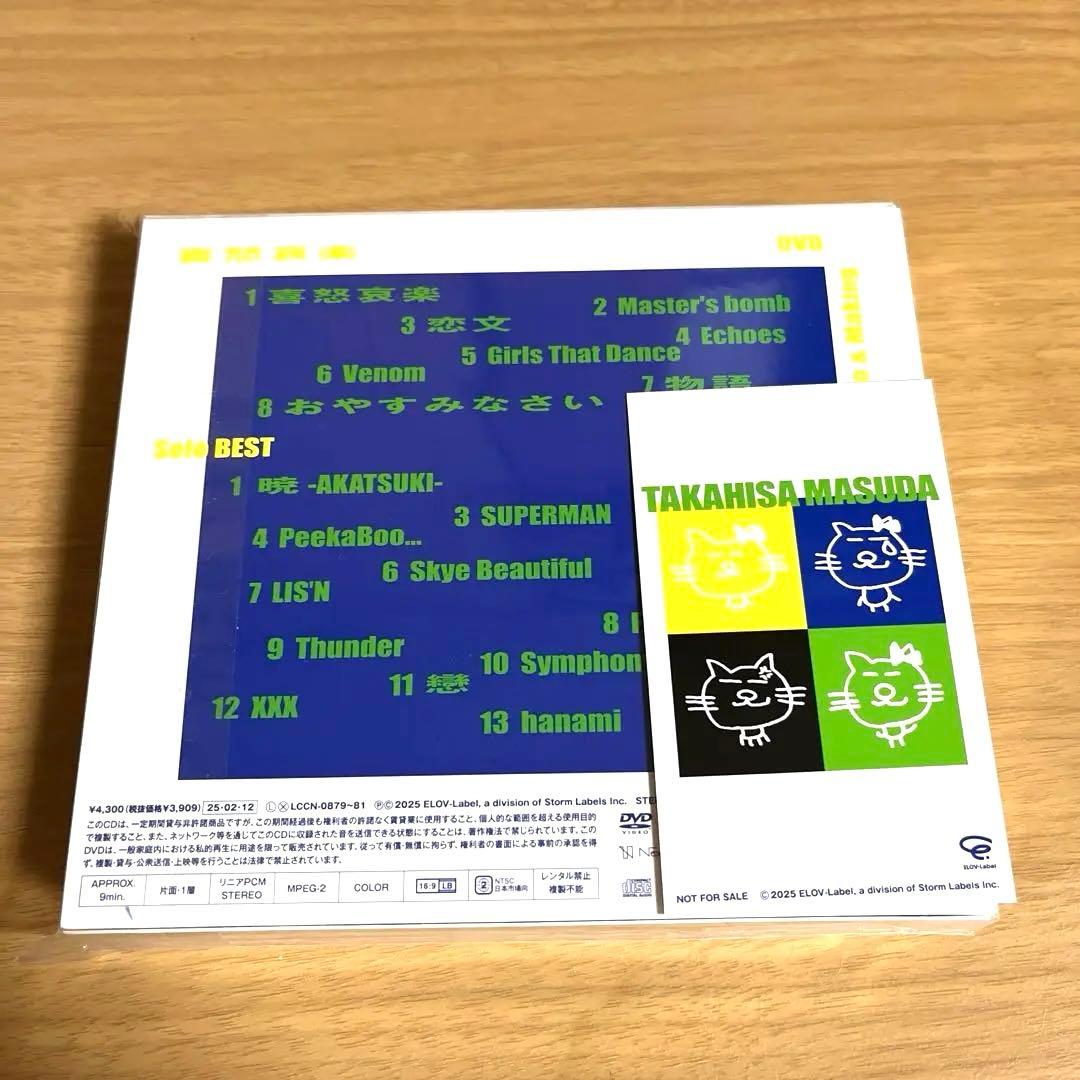 喜怒哀楽
DVD
1 喜怒哀楽
2 Master's bomb
3 恋文
4 Echoes
5 Girls That Dance
6 Venom
7 物語
8 おやすみなさい
& Making
Solo BEST
1 暁 -AKATSUKI-
3 SUPERMAN
4 PeekaBoo...
6 Skye Beautiful
7 LIS'N
8
9 Thunder
10 Symphon
11 戀
12 XXX
13 hanami
¥4,300(税抜価格¥3,909) 25・02・12 Ⓛ Ⓧ LCCN-0879~81 ⓅⒸ2025 ELOV-Label, a division of Storm Labels Inc. STE
このCDは、一定期間貸与非許諾商品ですが、この期間経過後も権利者の許諾なく賃貸業に使用すること、個人的な範囲を超える使用目的
で複製すること、また、ネットワーク等を通じてこのCDに収録された音を送信できる状態にすることは、著作権法で禁じられています。この
DVDは、一般家庭内における私的再生に用途を限って販売されています。従って有償・無償に拘らず、権利者の書面による事前の承認を得
ず、複製・貸与・公衆送信・上映等を行うことは法律で禁止されています。
APPROX. 9min.
片面・1層
リニアPCM STEREO
MPEG-2
COLOR
16:9 LB
2 NTSC 日本市場向
レンタル禁止 複製不能
DVD VIDEO
disc DIGITAL AUDIO
TAKAHISA MASUDA
ELOV-Label
NOT FOR SALE Ⓒ2025 ELOV-Label, a division of Storm Labels Inc.